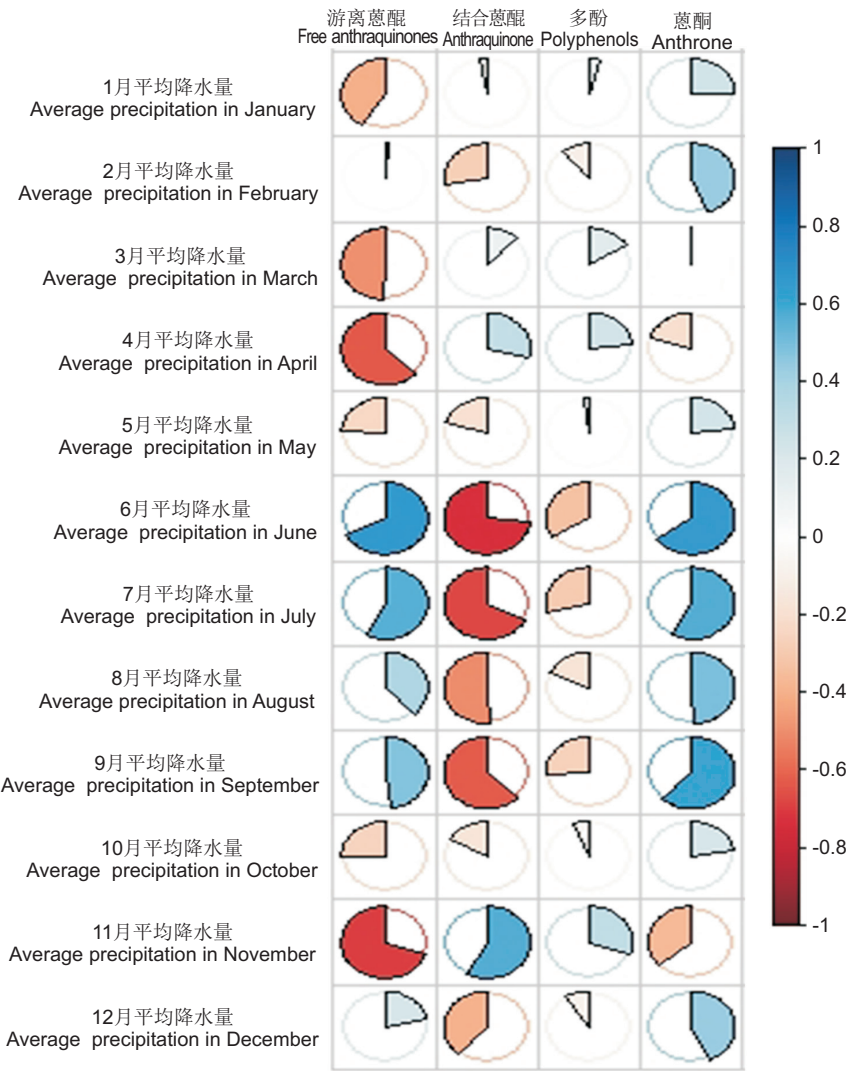 游离蒽醌 结合蒽醌 多酚 蒽酮
Free anthraquinones Anthraquinone Polyphenols Anthrone
1月平均降水量
Average precipitation in January
2月平均降水量
Average precipitation in February
3月平均降水量
Average precipitation in March
4月平均降水量
Average precipitation in April
5月平均降水量
Average precipitation in May
6月平均降水量
Average precipitation in June
7月平均降水量
Average precipitation in July
8月平均降水量
Average precipitation in August
9月平均降水量
Average precipitation in September
10月平均降水量
Average precipitation in October
11月平均降水量
Average precipitation in November
12月平均降水量
Average precipitation in December
1
0.8
0.6
0.4
0.2
0
-0.2
-0.4
-0.6
-0.8
-1